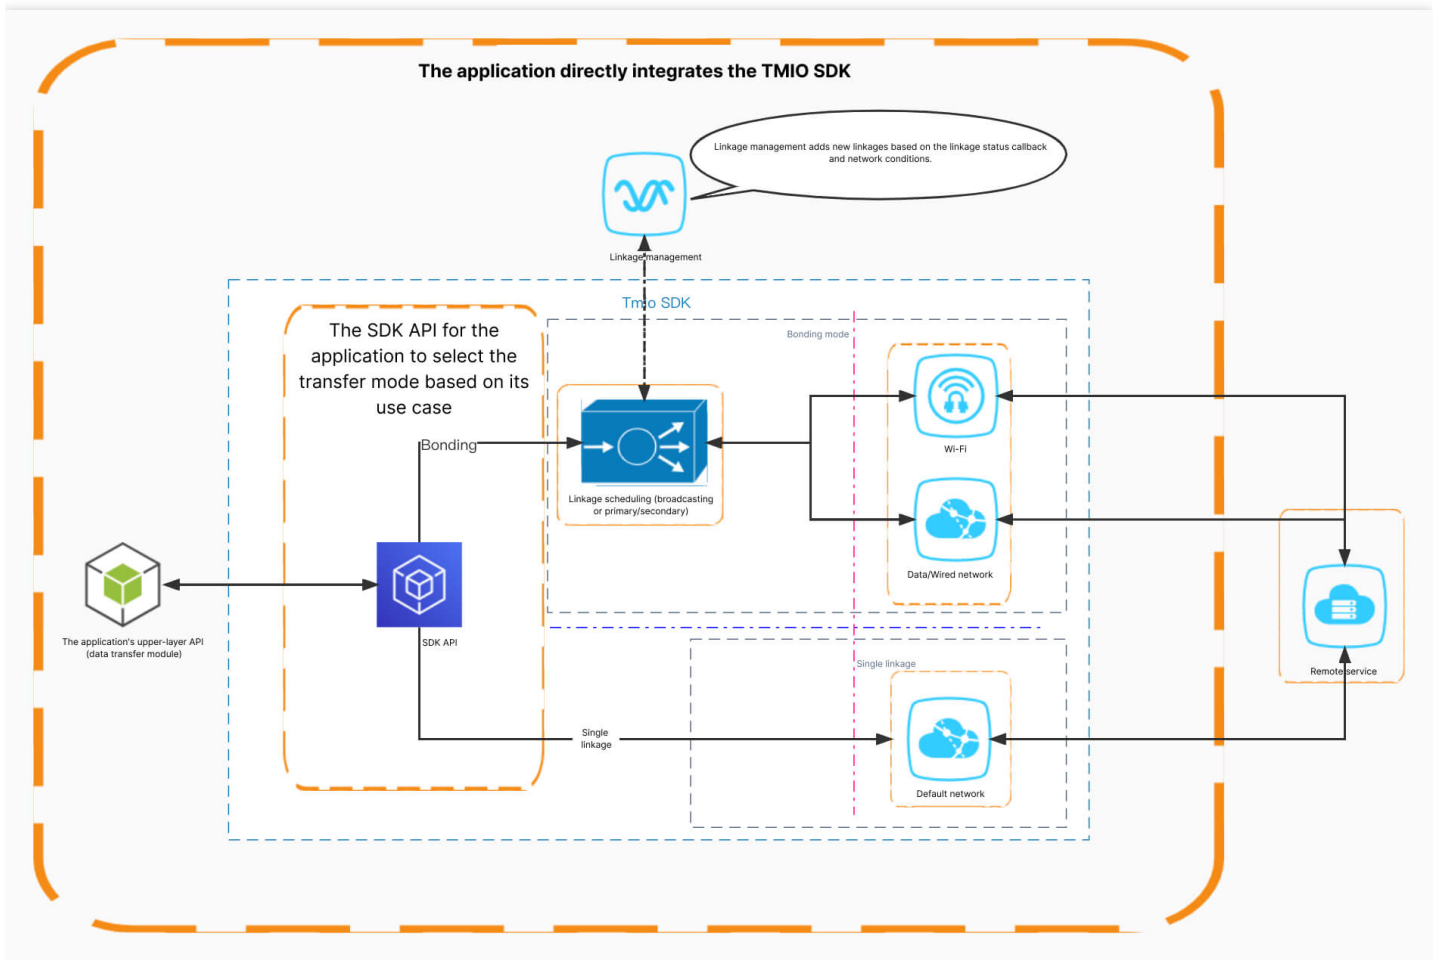 The application directly integrates the TMIO SDK
Linkage management adds new linkages based on the linkage status callback
and network conditions.
Linkage management
Tmio SDK
The SDK API for the
application to select the
transfer mode based on its
use case
Bonding mode
Bonding
Wi-Fi
Linkage scheduling (broadcasting
or primary/secondary)
Data/Wired network
The application's upper-layer API
(data transfer module)
SDK API
Single linkage
Remote service
Single
linkage
Default network